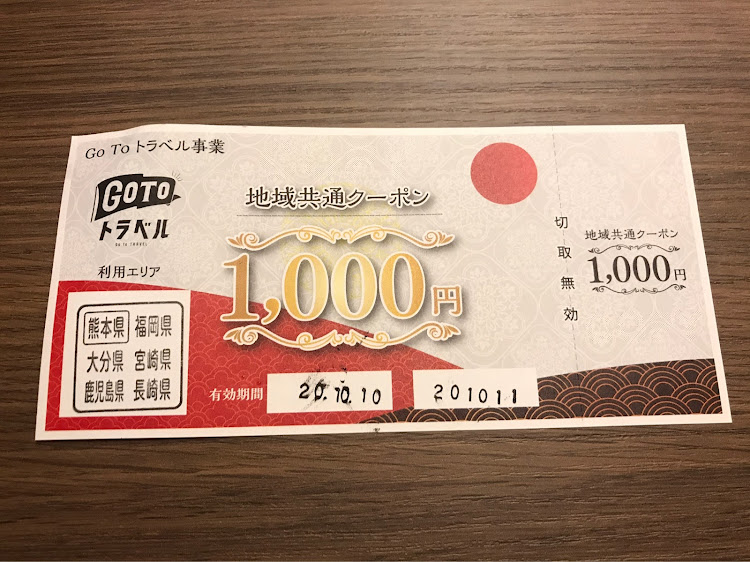 Go To トラベル事業
GOTO
トラベル
GO TO TRAVEL
利用エリア
熊本県 福岡県
大分県 宮崎県
鹿児島県 長崎県
地域共通クーポン
1,000円
有効期間
20.10.10
201011
切取無効
地域共通クーポン
1,000円